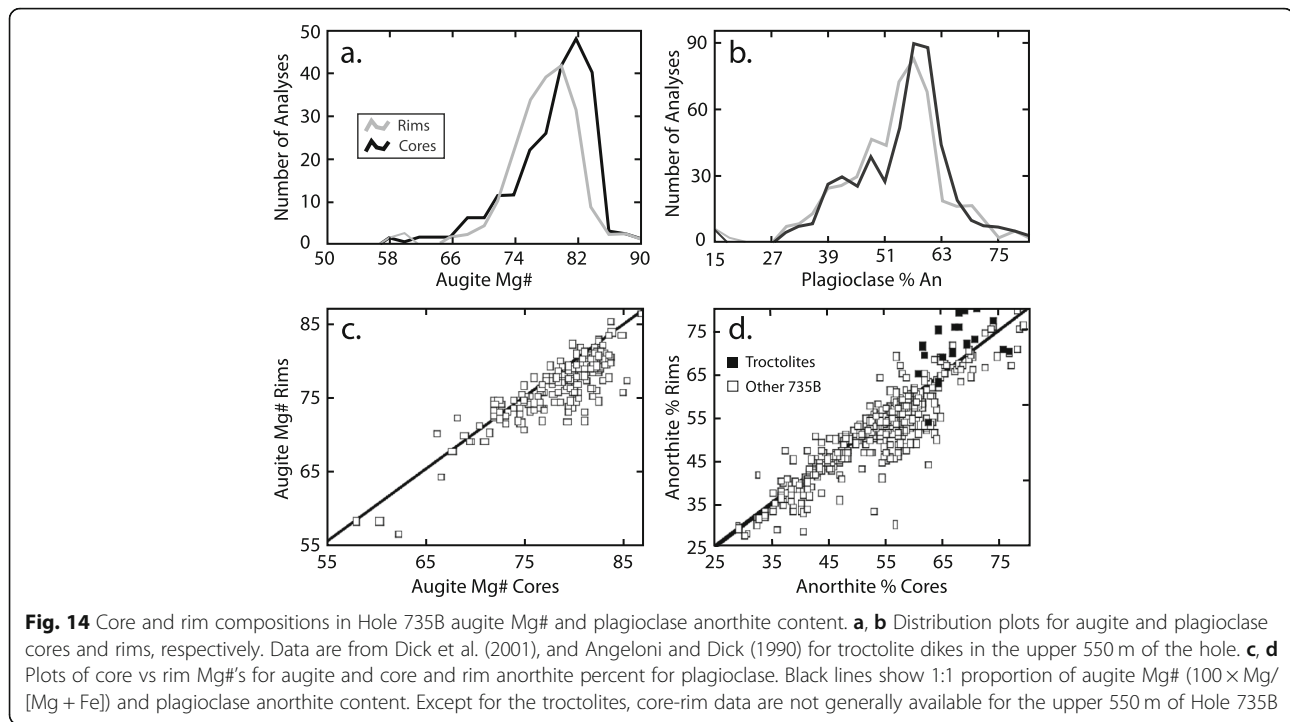 a.
50
40
30
20
10
0
Number of Analyses
Rims
Cores
50 58 66 74 82 90
Augite Mg#
b.
90
60
30
0
Number of Analyses
15 27 39 51 63 75
Plagioclase % An
c.
85
75
65
55
Augite Mg# Rims
55 65 75 85
Augite Mg# Cores
d.
Troctolites
Other 735B
75
65
55
45
35
25
Anorthite % Rims
25 35 45 55 65 75
Anorthite % Cores
Fig. 14 Core and rim compositions in Hole 735B augite Mg# and plagioclase anorthite content. a, b Distribution plots for augite and plagioclase
cores and rims, respectively. Data are from Dick et al. (2001), and Angeloni and Dick (1990) for troctolite dikes in the upper 550 m of the hole. c, d
Plots of core vs rim Mg#'s for augite and core and rim anorthite percent for plagioclase. Black lines show 1:1 proportion of augite Mg# (100 × Mg/
[Mg + Fe]) and plagioclase anorthite content. Except for the troctolites, core-rim data are not generally available for the upper 550 m of Hole 735B